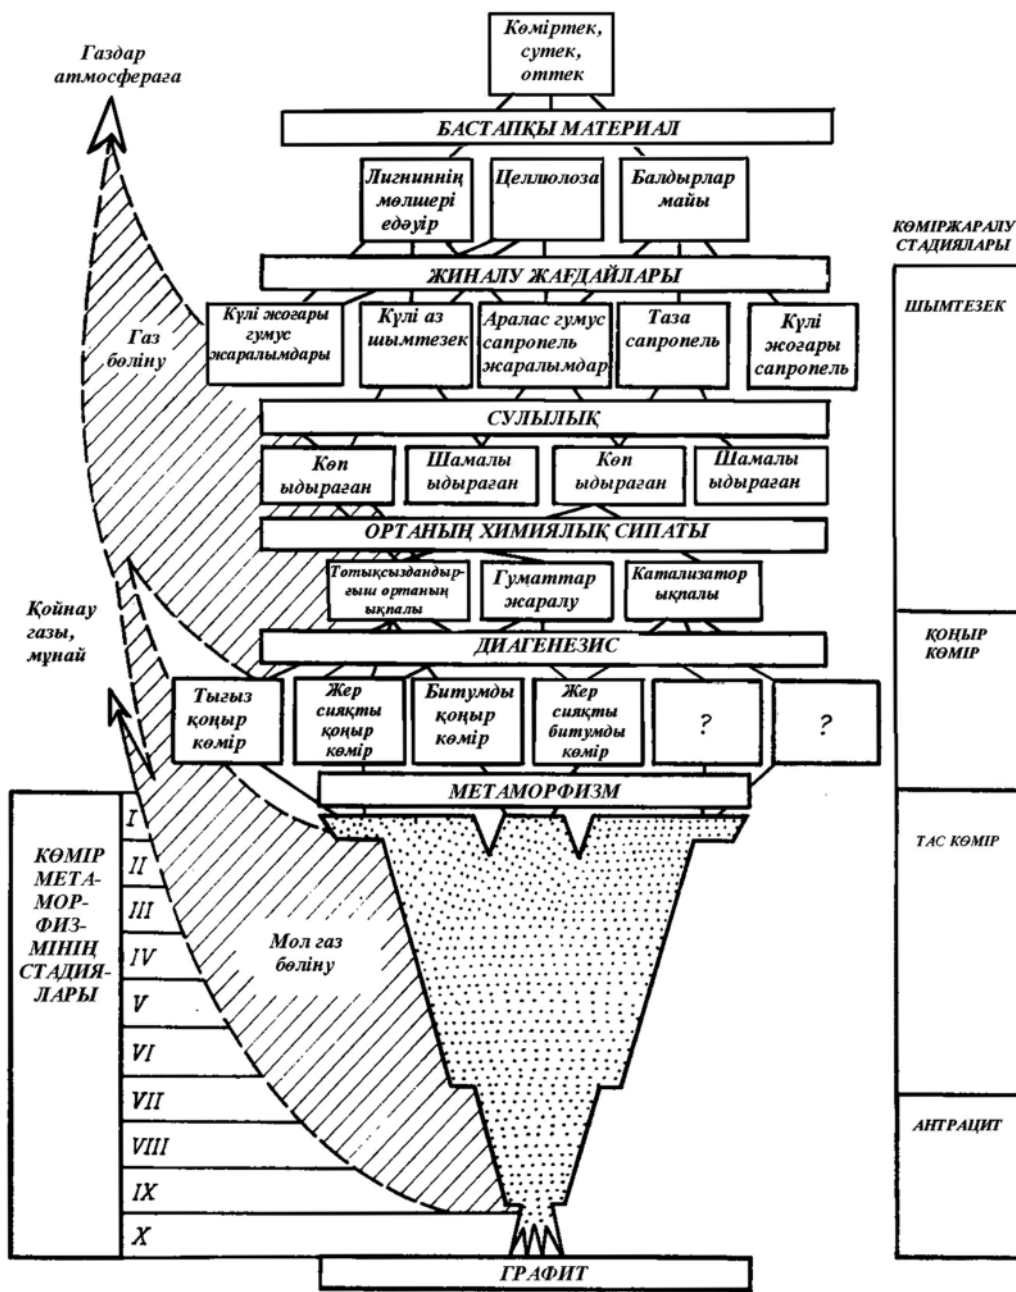 Көміртек,
сутек,
оттек
Газдар
атмосфераға
БАСТАПҚЫ МАТЕРИАЛ
Лигниннің
мөлшері
едәуір
Целлюлоза
Балдырлар
майы
КӨМІРЖАРАЛУ
СТАДИЯЛАРЫ
ЖИНАЛУ ЖАҒДАЙЛАРЫ
ШЫМТЕЗЕК
Күлі жоғары
гумус
жаралымдары
Күлі аз
шымтезек
Аралас гумус
сапропель
жаралымдар
Таза
сапропель
Күлі
жоғары
сапропель
Газ
бөліну
СУЛЫЛЫҚ
Көп
ыдыраған
Шамалы
ыдыраған
Көп
ыдыраған
Шамалы
ыдыраған
ОРТАНЫҢ ХИМИЯЛЫҚ СИПАТЫ
Тотықсыздандыр-
ғыш ортаның
ықпалы
Гуматтар
жаралу
Катализатор
ықпалы
Қойнау
газы,
мұнай
ДИАГЕНЕЗИС
ҚОҢЫР
КӨМІР
Тығыз
қоңыр
көмір
Жер
сияқты
қоңыр
көмір
Битумды
қоңыр
көмір
Жер
сияқты
битумды
көмір
?
?
МЕТАМОРФИЗМ
КӨМІР
МЕТА-
МОР-
ФИЗ-
МІНІҢ
СТАДИЯ-
ЛАРЫ
I
II
III
IV
V
VI
VII
VIII
IX
X
Мол газ
бөліну
ТАС КӨМІР
АНТРАЦИТ
ГРАФИТ